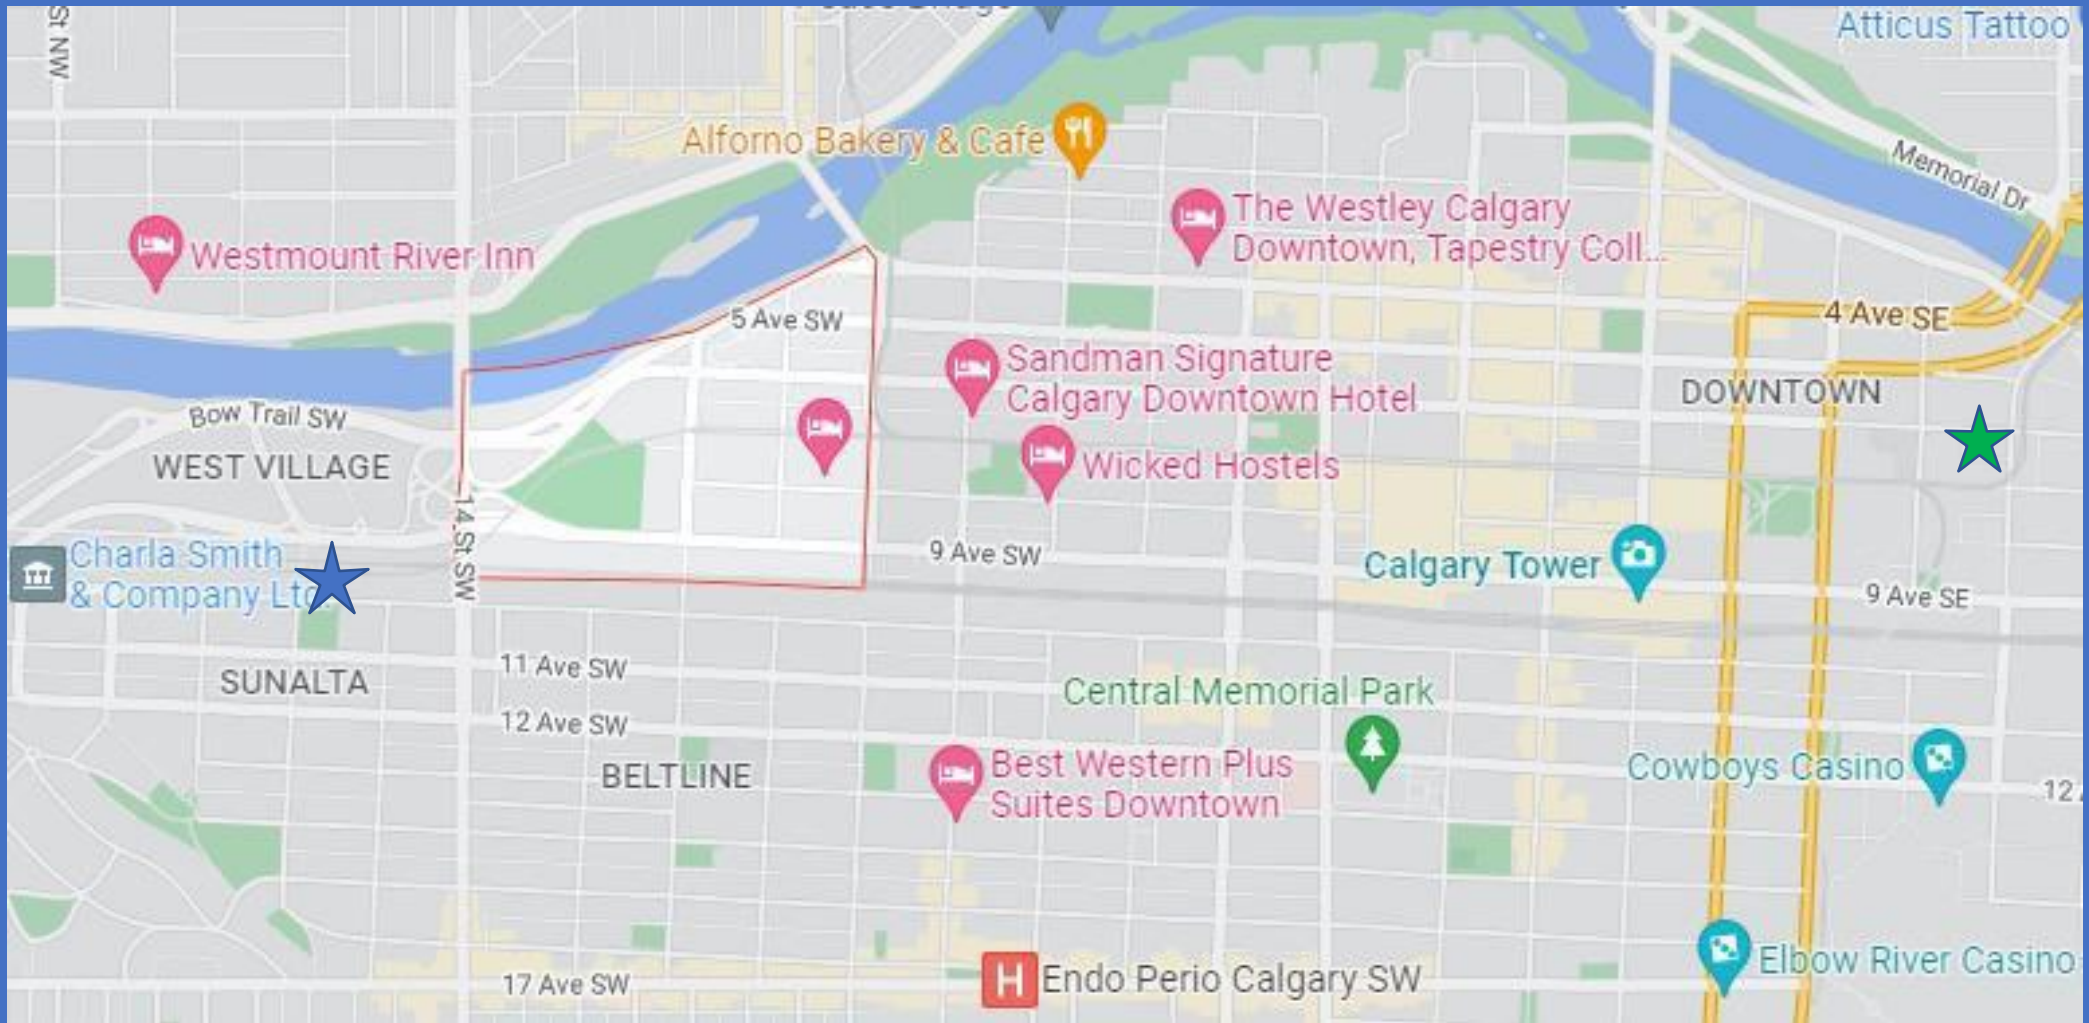 St NW
Atticus Tattoo
Alforno Bakery & Cafe
Memorial Dr
The Westley Calgary
Downtown, Tapestry Coll...
Westmount River Inn
5 Ave SW
4 Ave SE
Sandman Signature
Calgary Downtown Hotel
DOWNTOWN
Bow Trail SW
WEST VILLAGE
Wicked Hostels
14 St SW
9 Ave SW
Calgary Tower
Charla Smith
& Company Ltd.
9 Ave SE
11 Ave SW
SUNALTA
Central Memorial Park
12 Ave SW
BELTLINE
Best Western Plus
Suites Downtown
Cowboys Casino
12
17 Ave SW
Endo Perio Calgary SW
H
Elbow River Casino